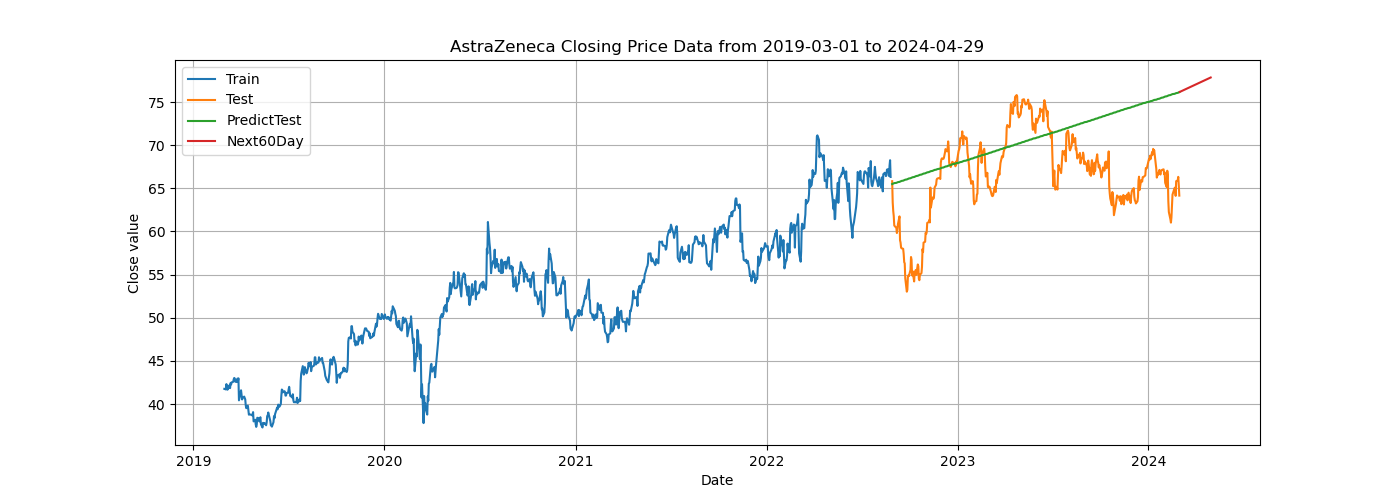 AstraZeneca Closing Price Data from 2019-03-01 to 2024-04-29
Train
Test
PredictTest
Next60Day
Close value
75
70
65
60
55
50
45
40
2019 2020 2021 2022 2023 2024
Date